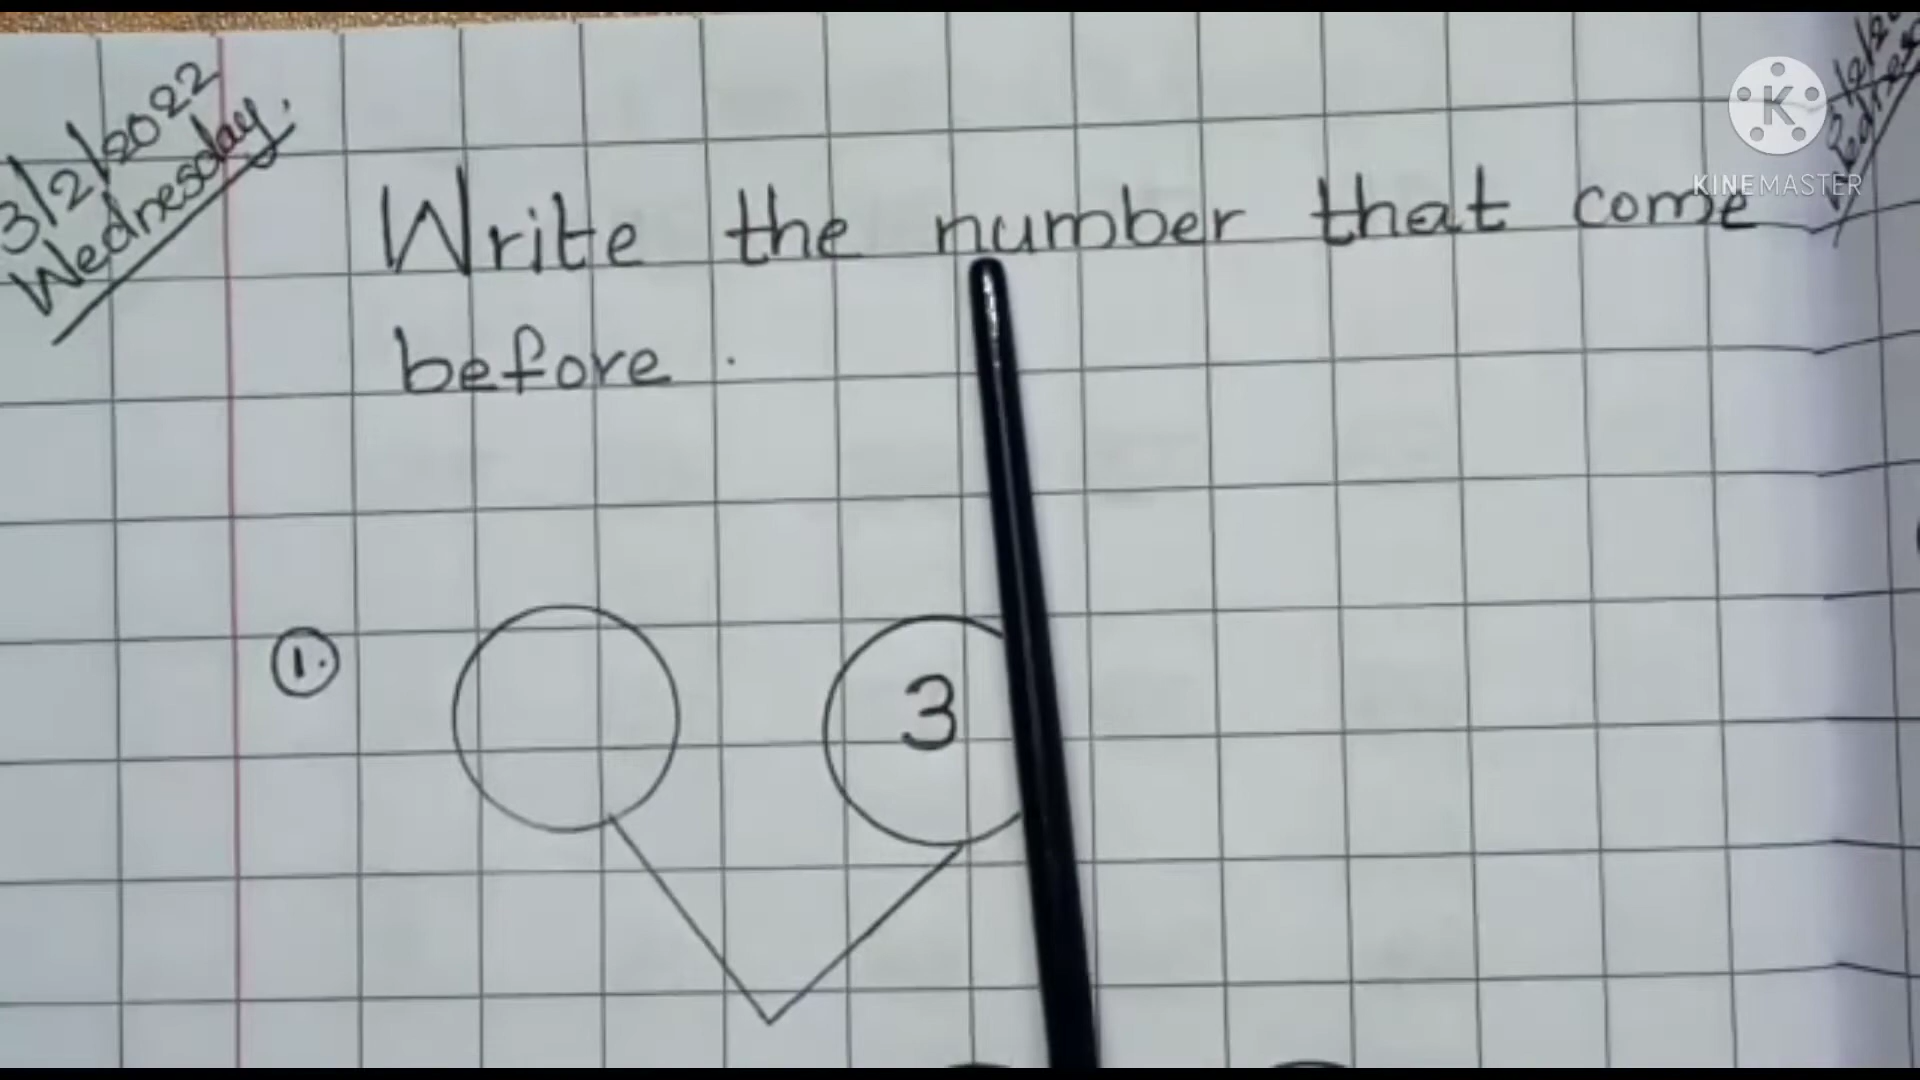 3/2/2022
Wednesday.
KINEMASTER
Write the number that come
before.
1.
3